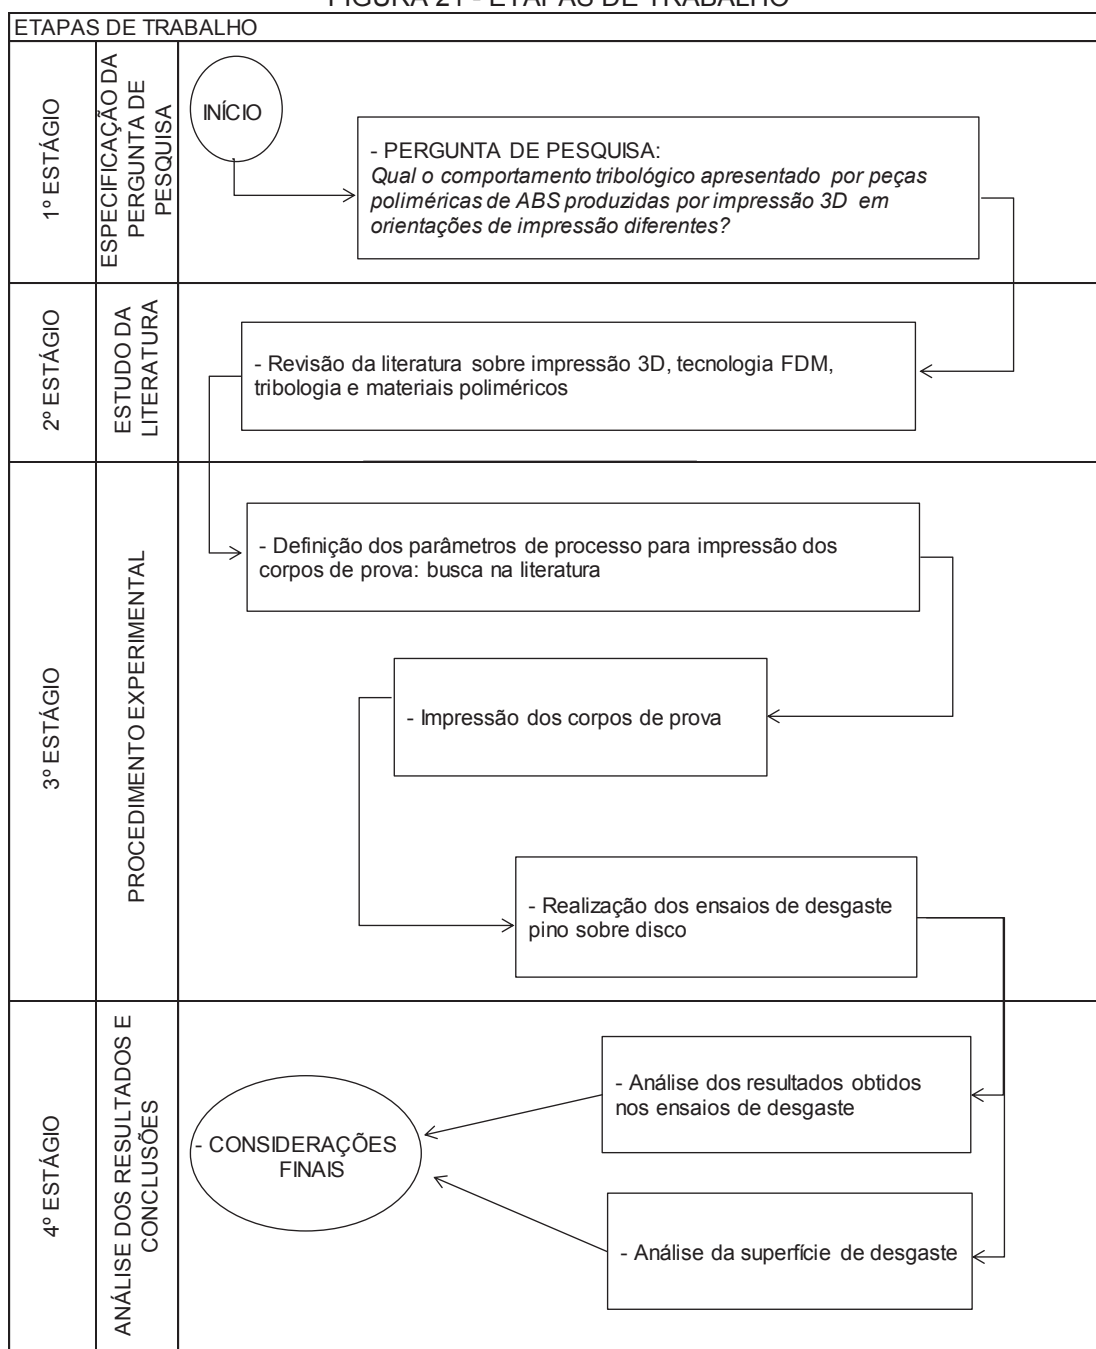 FIGURA 21 - ETAPAS DE TRABALHO
ETAPAS DE TRABALHO
1º ESTÁGIO
ESPECIFICAÇÃO DA
PERGUNTA DE
PESQUISA
INÍCIO
- PERGUNTA DE PESQUISA:
Qual o comportamento tribológico apresentado por peças
poliméricas de ABS produzidas por impressão 3D em
orientações de impressão diferentes?
2º ESTÁGIO
ESTUDO DA
LITERATURA
- Revisão da literatura sobre impressão 3D, tecnologia FDM,
tribologia e materiais poliméricos
3º ESTÁGIO
PROCEDIMENTO EXPERIMENTAL
- Definição dos parâmetros de processo para impressão dos
corpos de prova: busca na literatura
- Impressão dos corpos de prova
- Realização dos ensaios de desgaste
pino sobre disco
4º ESTÁGIO
ANÁLISE DOS RESULTADOS E
CONCLUSÕES
- Análise dos resultados obtidos
nos ensaios de desgaste
- CONSIDERAÇÕES
FINAIS
- Análise da superfície de desgaste